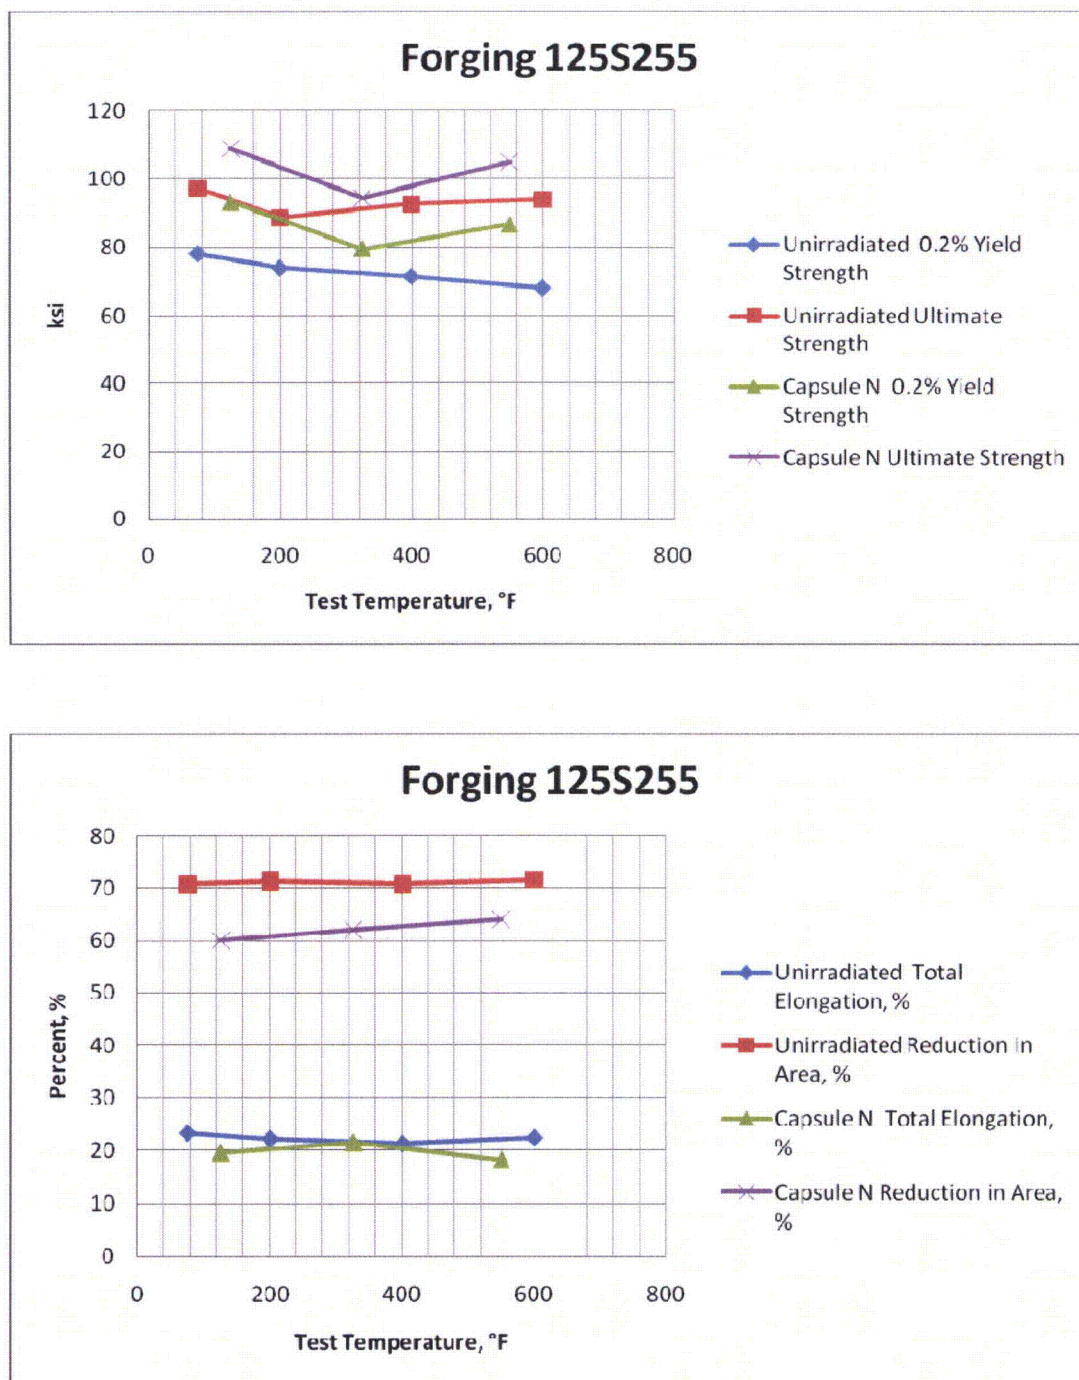 Forging 125S255
120
100
80
60
40
20
0
ksi
0 200 400 600 800
Test Temperature, °F
Unirradiated 0.2% Yield
Strength
Unirradiated Ultimate
Strength
Capsule N 0.2% Yield
Strength
Capsule N Ultimate Strength
Forging 125S255
80
70
60
50
40
30
20
10
0
Percent, %
0 200 400 600 800
Test Temperature, °F
Unirradiated Total
Elongation, %
Unirradiated Reduction in
Area, %
Capsule N Total Elongation,
%
Capsule N Reduction in Area,
%